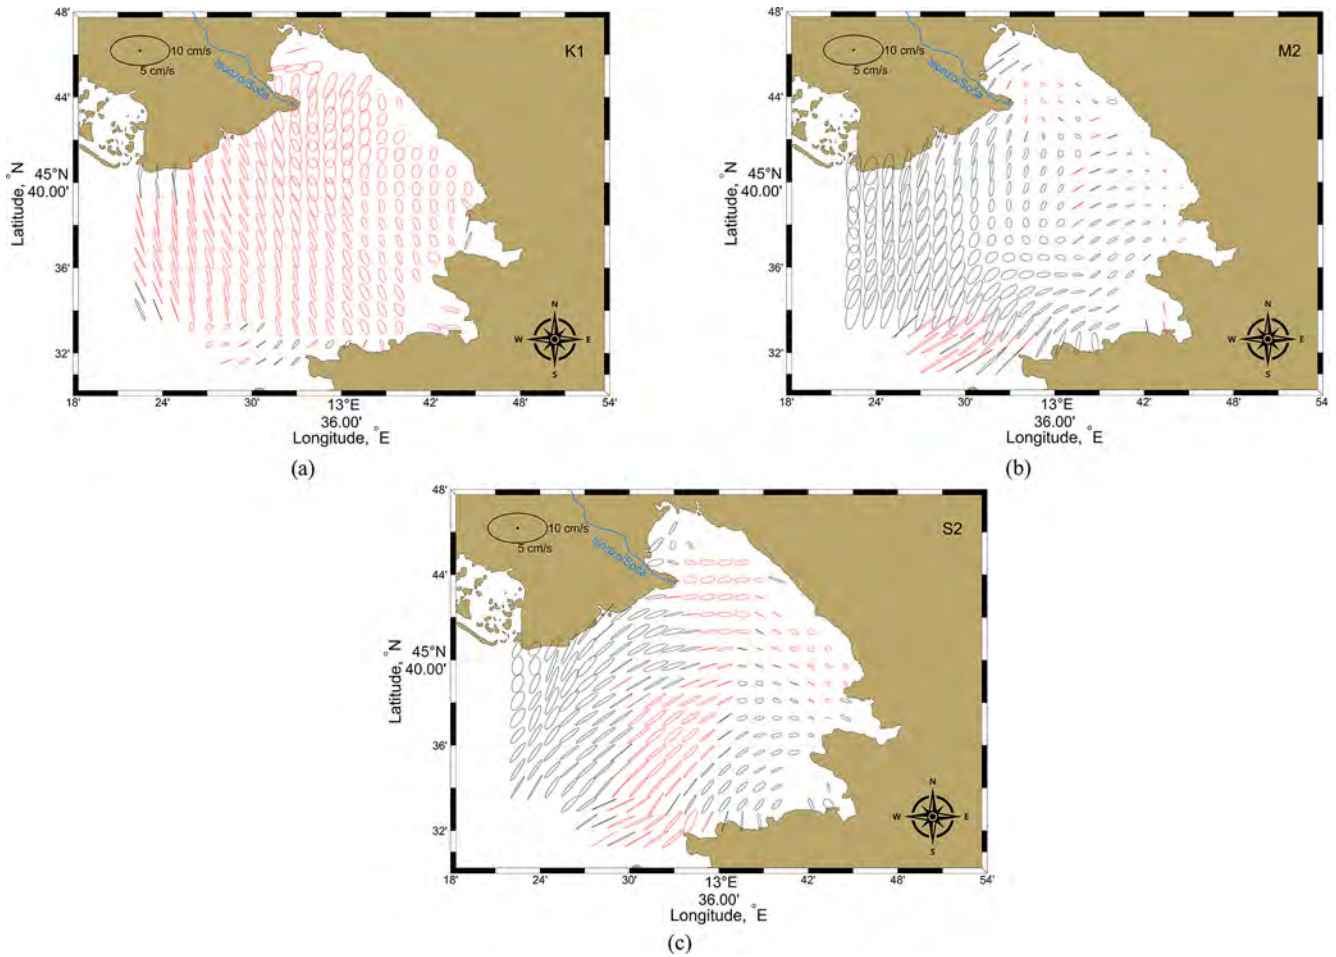 K1
10 cm/s
5 cm/s
Isonzo/Soča
48'
44'
45°N
40.00'
36'
32'
Latitude, °N
18'
24'
30'
13°E
36.00'
42'
48'
54'
Longitude, °E
N
W
E
S
(a)
M2
10 cm/s
5 cm/s
Isonzo/Soča
48'
44'
45°N
40.00'
36'
32'
Latitude, °N
18'
24'
30'
13°E
36.00'
42'
48'
54'
Longitude, °E
N
W
E
S
(b)
S2
10 cm/s
5 cm/s
Isonzo/Soča
48'
44'
45°N
40.00'
36'
32'
Latitude, °N
18'
24'
30'
13°E
36.00'
42'
48'
54'
Longitude, °E
N
W
E
S
(c)